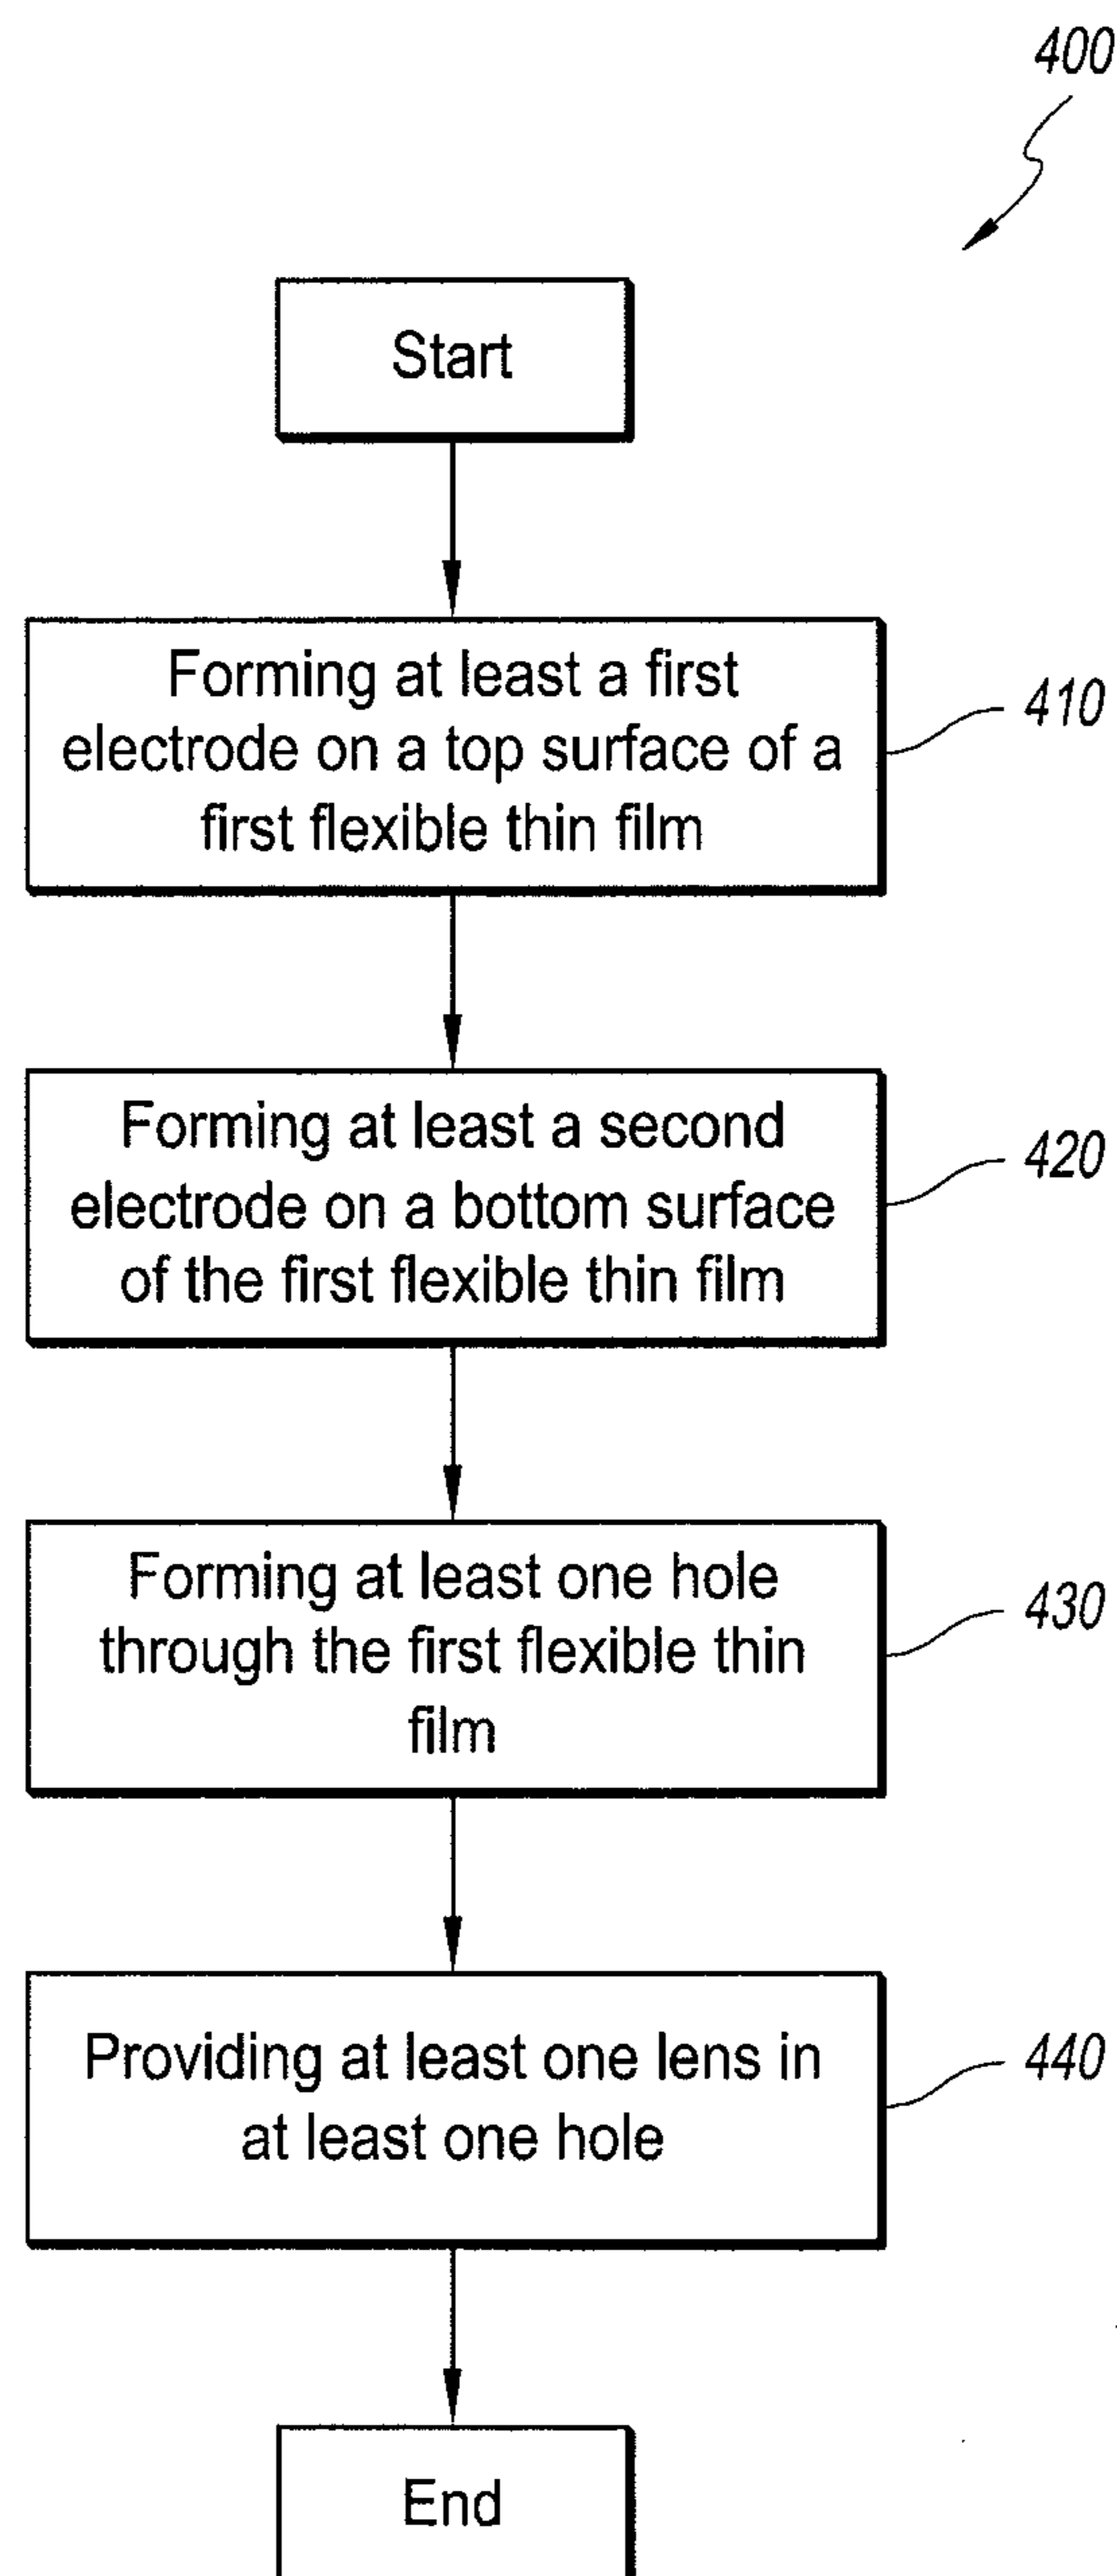 400
Start
Forming at least a first
electrode on a top surface of a
first flexible thin film
410
Forming at least a second
electrode on a bottom surface
of the first flexible thin film
420
Forming at least one hole
through the first flexible thin
film
430
Providing at least one lens in
at least one hole
440
End